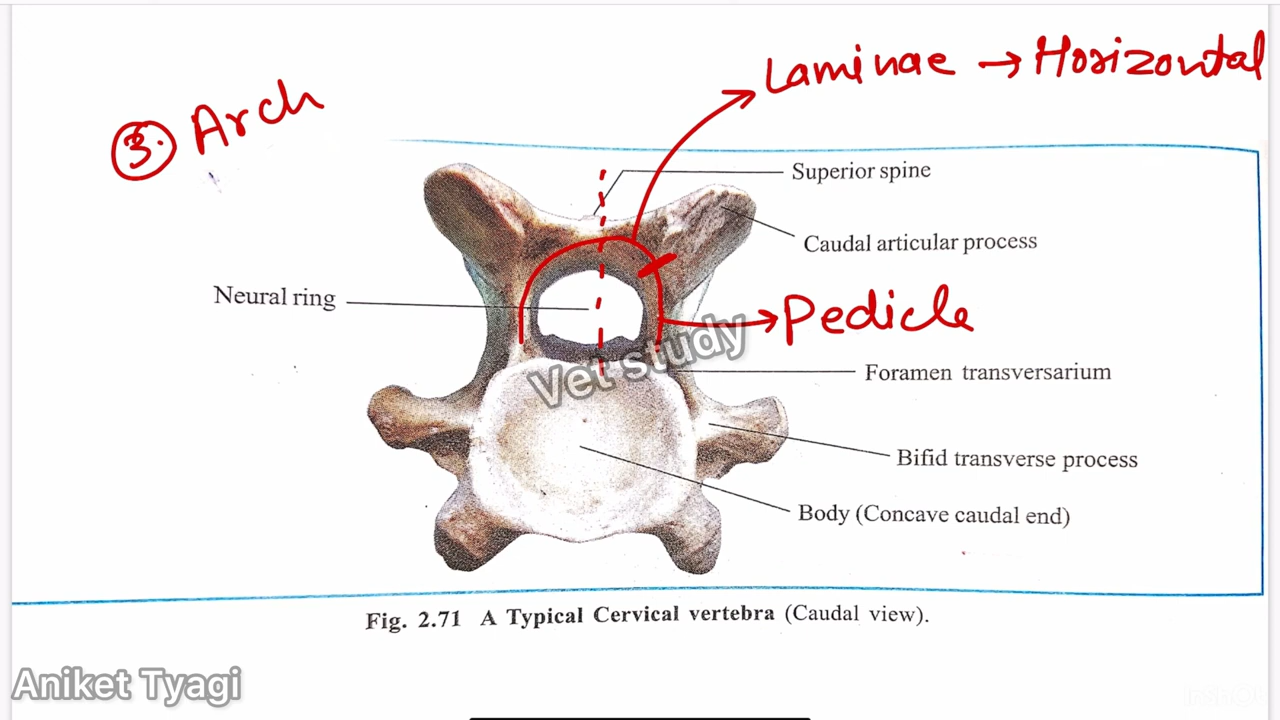 Laminae → Horizontal
3. Arch
Superior spine
Caudal articular process
Neural ring
Pedicle
Vet study
Foramen transversarium
Bifid transverse process
Body (Concave caudal end)
Fig. 2.71 A Typical Cervical vertebra (Caudal view).
Aniket Tyagi